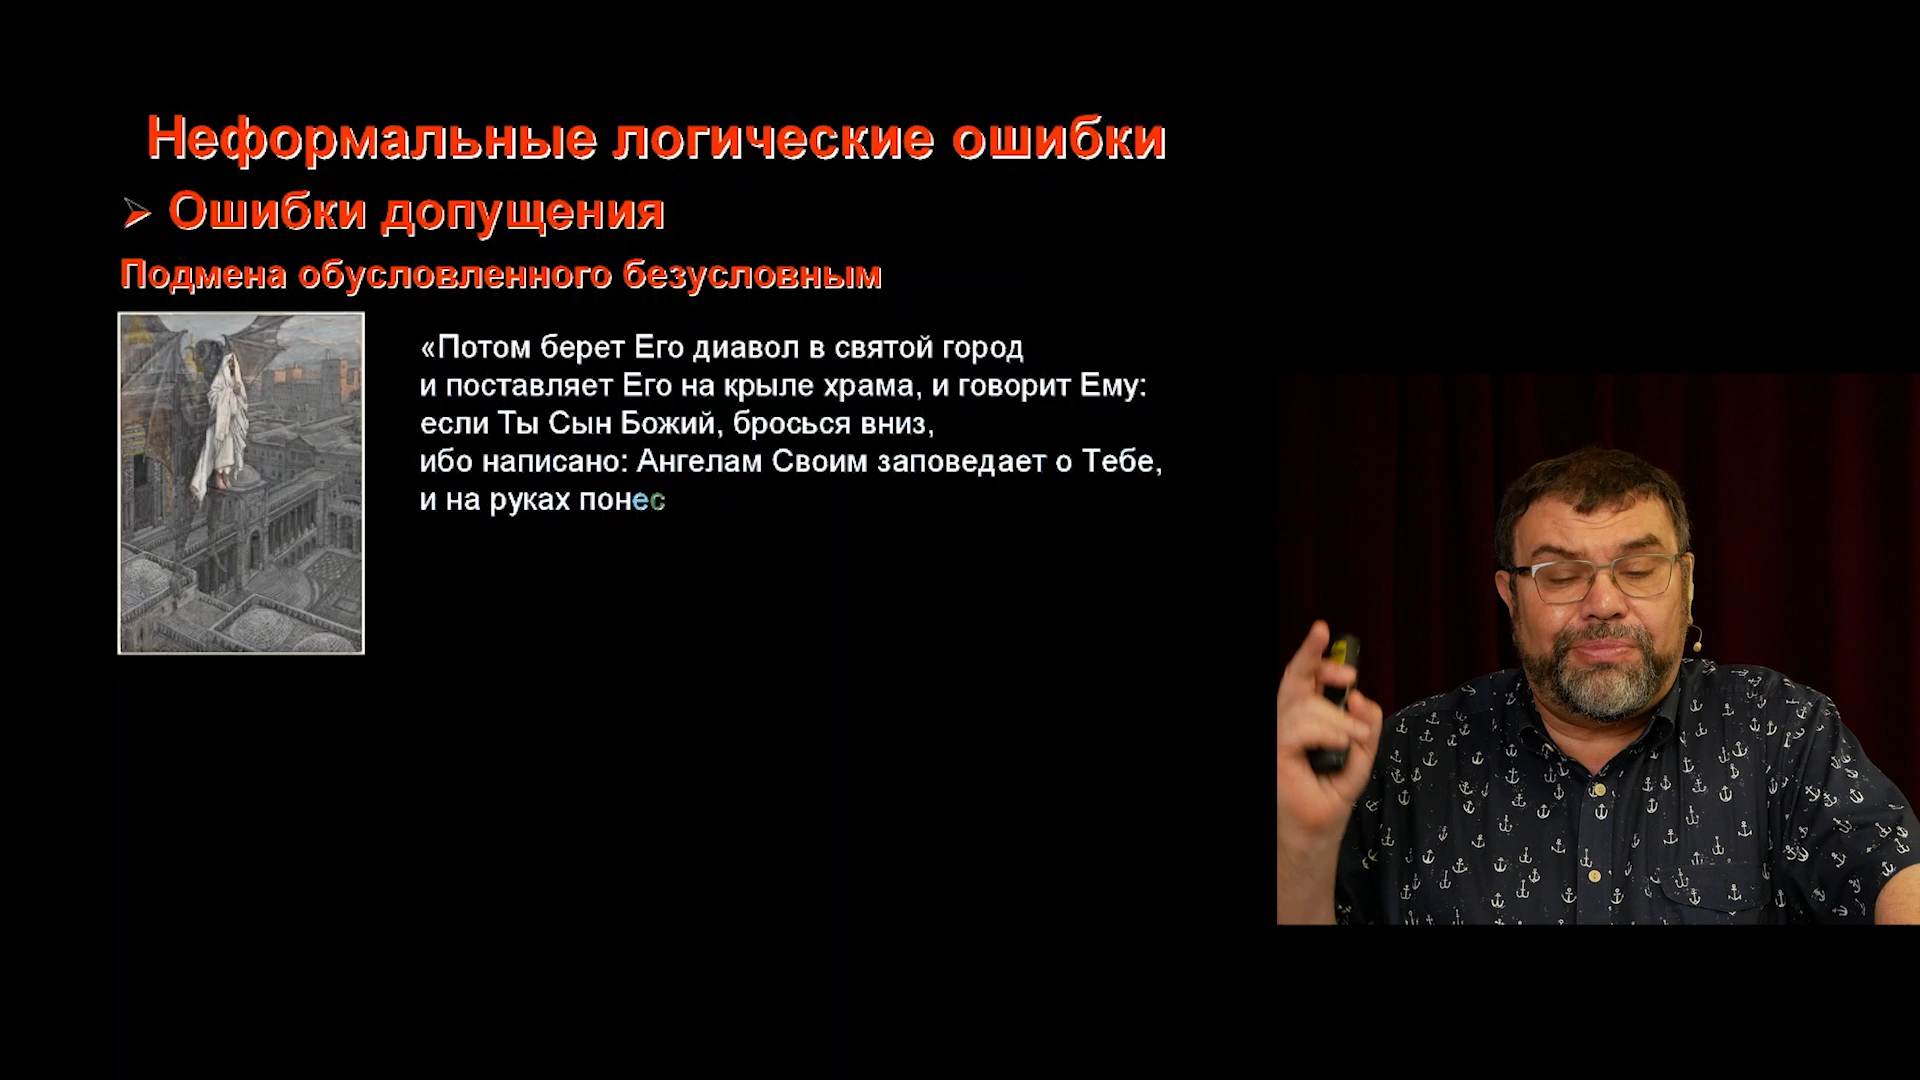 Неформальные логические ошибки
Ошибки допущения
Подмена обусловленного безусловным
«Потом берет Его диавол в святой город
и поставляет Его на крыле храма, и говорит Ему:
если Ты Сын Божий, бросься вниз,
ибо написано: Ангелам Своим заповедает о Тебе,
и на руках понес